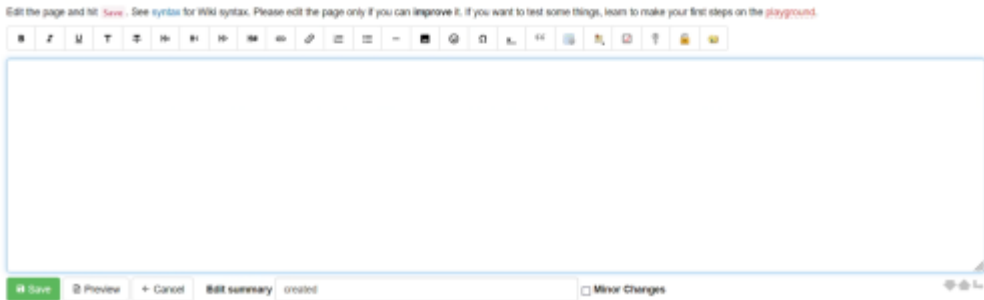 Edit the page and hit Save. See syntax for Wiki syntax. Please edit the page only if you can improve it. If you want to test some things, learn to make your first steps on the playground.
B I U T
Save Preview + Cancel Edit summary created Minor Changes